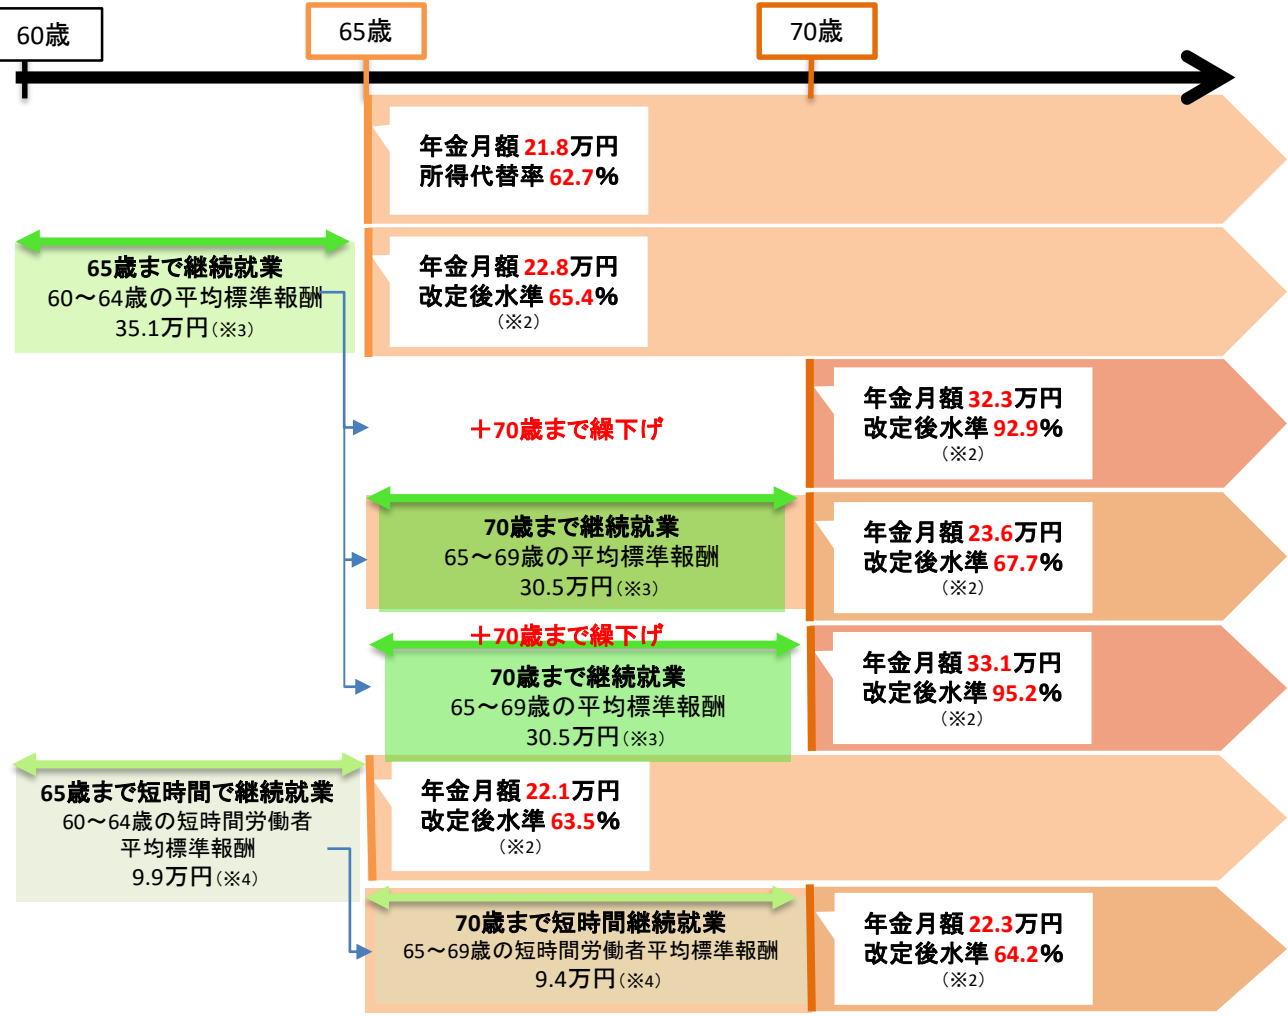 60歳
65歳
70歳
年金月額 21.8万円
所得代替率 62.7%
65歳まで継続就業
60～64歳の平均標準報酬
35.1万円(※3)
年金月額 22.8万円
改定後水準 65.4%
(※2)
＋70歳まで繰下げ
年金月額 32.3万円
改定後水準 92.9%
(※2)
70歳まで継続就業
65～69歳の平均標準報酬
30.5万円(※3)
年金月額 23.6万円
改定後水準 67.7%
(※2)
＋70歳まで繰下げ
70歳まで継続就業
65～69歳の平均標準報酬
30.5万円(※3)
年金月額 33.1万円
改定後水準 95.2%
(※2)
65歳まで短時間で継続就業
60～64歳の短時間労働者
平均標準報酬
9.9万円(※4)
年金月額 22.1万円
改定後水準 63.5%
(※2)
70歳まで短時間継続就業
65～69歳の短時間労働者平均標準報酬
9.4万円(※4)
年金月額 22.3万円
改定後水準 64.2%
(※2)